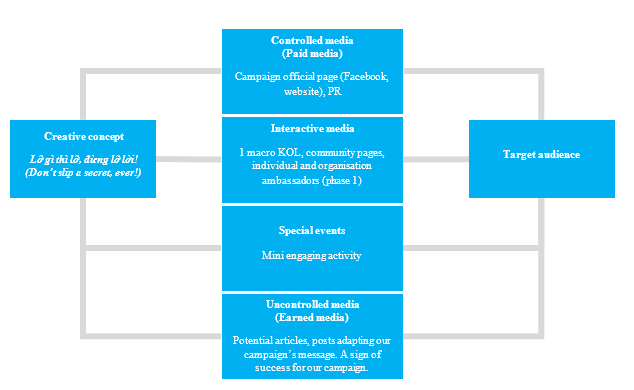 Controlled media
(Paid media)
Campaign official page (Facebook,
website), PR
Creative concept
Lỡ gì thì lỡ, đừng lỡ lời!
(Don't slip a secret, ever!)
Interactive media
1 macro KOL, community pages,
individual and organisation
ambassadors (phase 1)
Target audience
Special events
Mini engaging activity
Uncontrolled media
(Earned media)
Potential articles, posts adapting our
campaign's message. A sign of
success for our campaign.